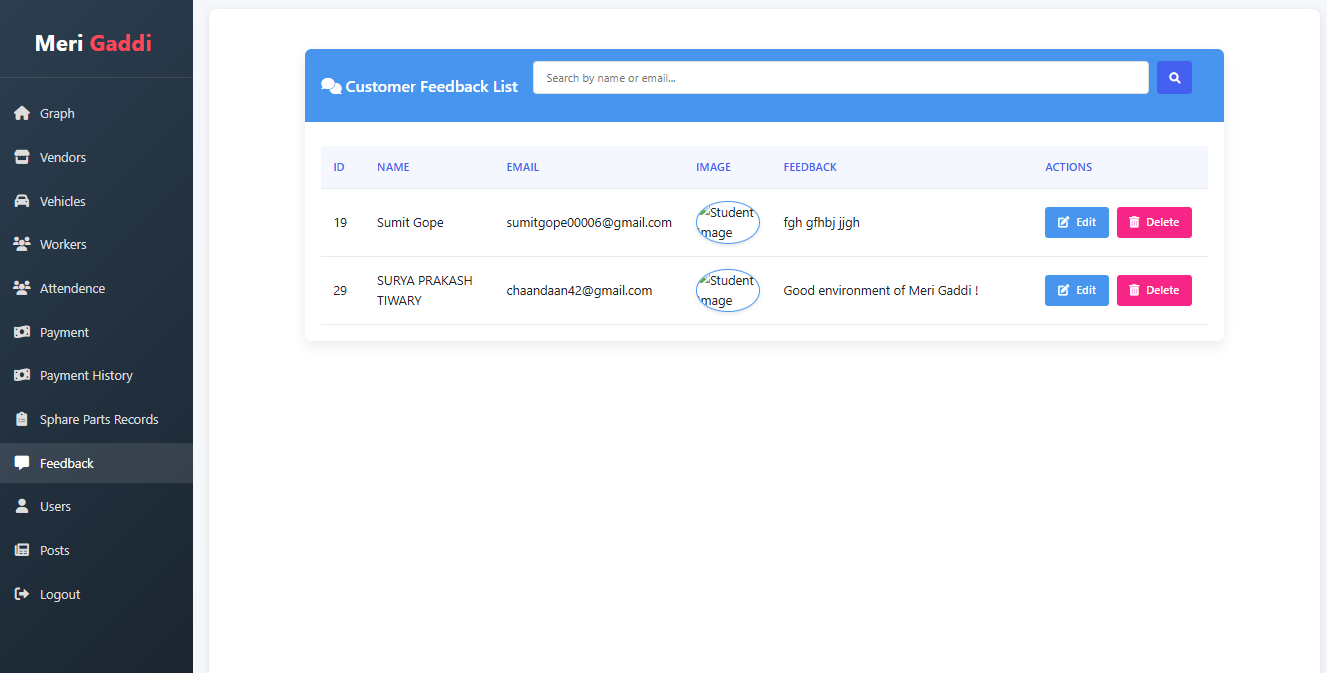 Meri Gaddi
Graph
Vendors
Vehicles
Workers
Attendence
Payment
Payment History
Sphare Parts Records
Feedback
Users
Posts
Logout
Customer Feedback List
Search by name or email...
ID NAME EMAIL IMAGE FEEDBACK ACTIONS
19 Sumit Gope sumitgope00006@gmail.com Student fgh gfhbj jjgh Edit Delete
mage
29 SURYA PRAKASH chaandaan42@gmail.com Student Good environment of Meri Gaddi ! Edit Delete
TIWARY mage